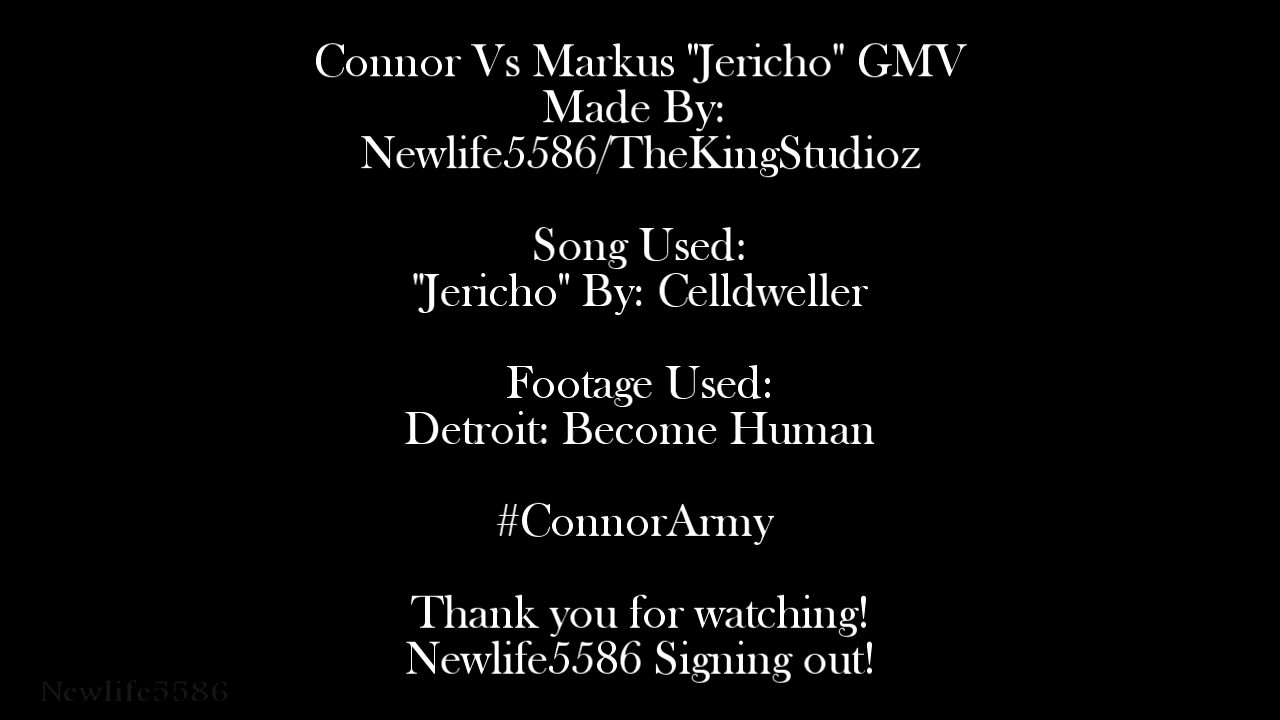 Connor Vs Markus "Jericho" GMV
Made By:
Newlife5586/TheKingStudioz
Song Used:
"Jericho" By: Celldweller
Footage Used:
Detroit: Become Human
#ConnorArmy
Thank you for watching!
Newlife5586 Signing out!
Newlife5586